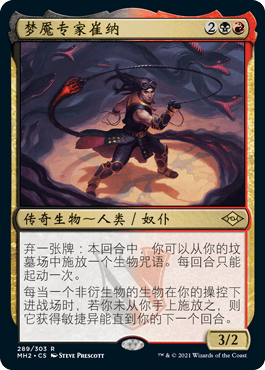 梦魇专家崔纳 2
传奇生物~人类 / 奴仆
弃一张牌：本回合中，你可以从你的坟
墓场中施放一个生物咒语。每回合只能
起动一次。
每当一个非衍生物的生物在你的操控下
进战场时，若你未从你手上施放之，则
它获得敏捷异能直到你的下一个回合。
3/2
289/303 R
MH2 • CS STEVE PRESCOTT
™ & © 2021 Wizards of the Coast